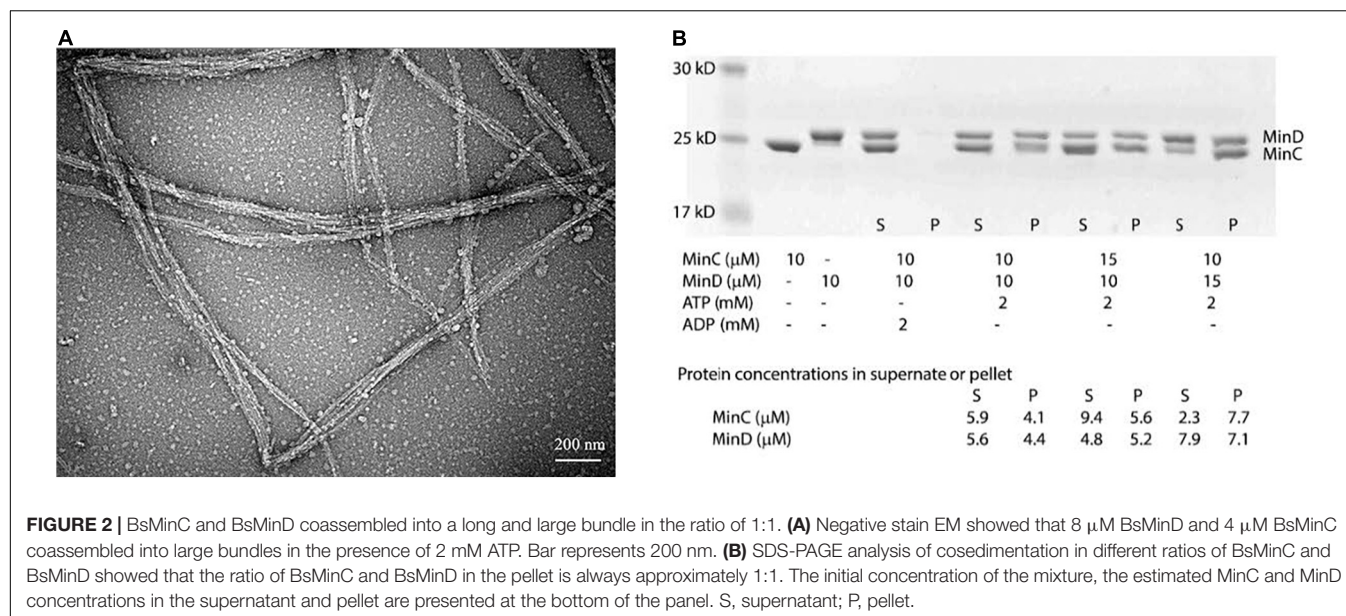 A
200 nm
B
30 kD
25 kD
17 kD
MinD
MinC
S P S P S P S P
MinC (μM) 10 - 10 10 15 10
MinD (μM) - 10 10 10 10 15
ATP (mM) - - - 2 2 2
ADP (mM) - - 2 - - -
Protein concentrations in supernate or pellet
S P S P S P
MinC (μM) 5.9 4.1 9.4 5.6 2.3 7.7
MinD (μM) 5.6 4.4 4.8 5.2 7.9 7.1
FIGURE 2 | BsMinC and BsMinD coassembled into a long and large bundle in the ratio of 1:1. (A) Negative stain EM showed that 8 μM BsMinD and 4 μM BsMinC
coassembled into large bundles in the presence of 2 mM ATP. Bar represents 200 nm. (B) SDS-PAGE analysis of cosedimentation in different ratios of BsMinC and
BsMinD showed that the ratio of BsMinC and BsMinD in the pellet is always approximately 1:1. The initial concentration of the mixture, the estimated MinC and MinD
concentrations in the supernatant and pellet are presented at the bottom of the panel. S, supernatant; P, pellet.